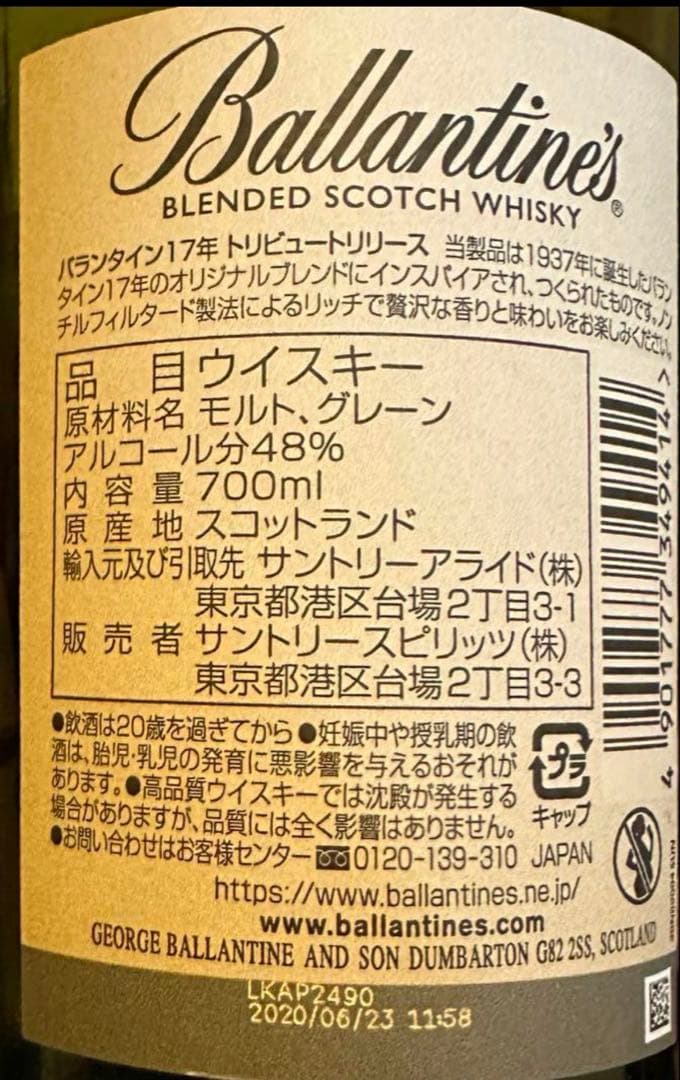 Ballantine's
BLENDED SCOTCH WHISKY®
バランタイン17年 トリビュートリリース 当製品は1937年に誕生したバラン
タイン17年のオリジナルブレンドにインスパイアされ、つくられたものです。ノン
チルフィルタード製法によるリッチで贅沢な香りと味わいをお楽しみください。
品目 ウイスキー
原材料名 モルト、グレーン
アルコール分48%
内容量 700ml
原産地 スコットランド
輸入元及び引取先 サントリーアライド(株)
東京都港区台場2丁目3-1
販売者 サントリースピリッツ(株)
東京都港区台場2丁目3-3
●飲酒は20歳を過ぎてから ●妊娠中や授乳期の飲
酒は、胎児・乳児の発育に悪影響を与えるおそれが
あります。●高品質ウイスキーでは沈殿が発生する
場合がありますが、品質には全く影響はありません。
●お問い合わせはお客様センター 0120-139-310 JAPAN
プラ
キャップ
https://www.ballantines.ne.jp/
www.ballantines.com
GEORGE BALLANTINE AND SON DUMBARTON G82 2SS, SCOTLAND
LKAP2490
2020/06/23 11:58